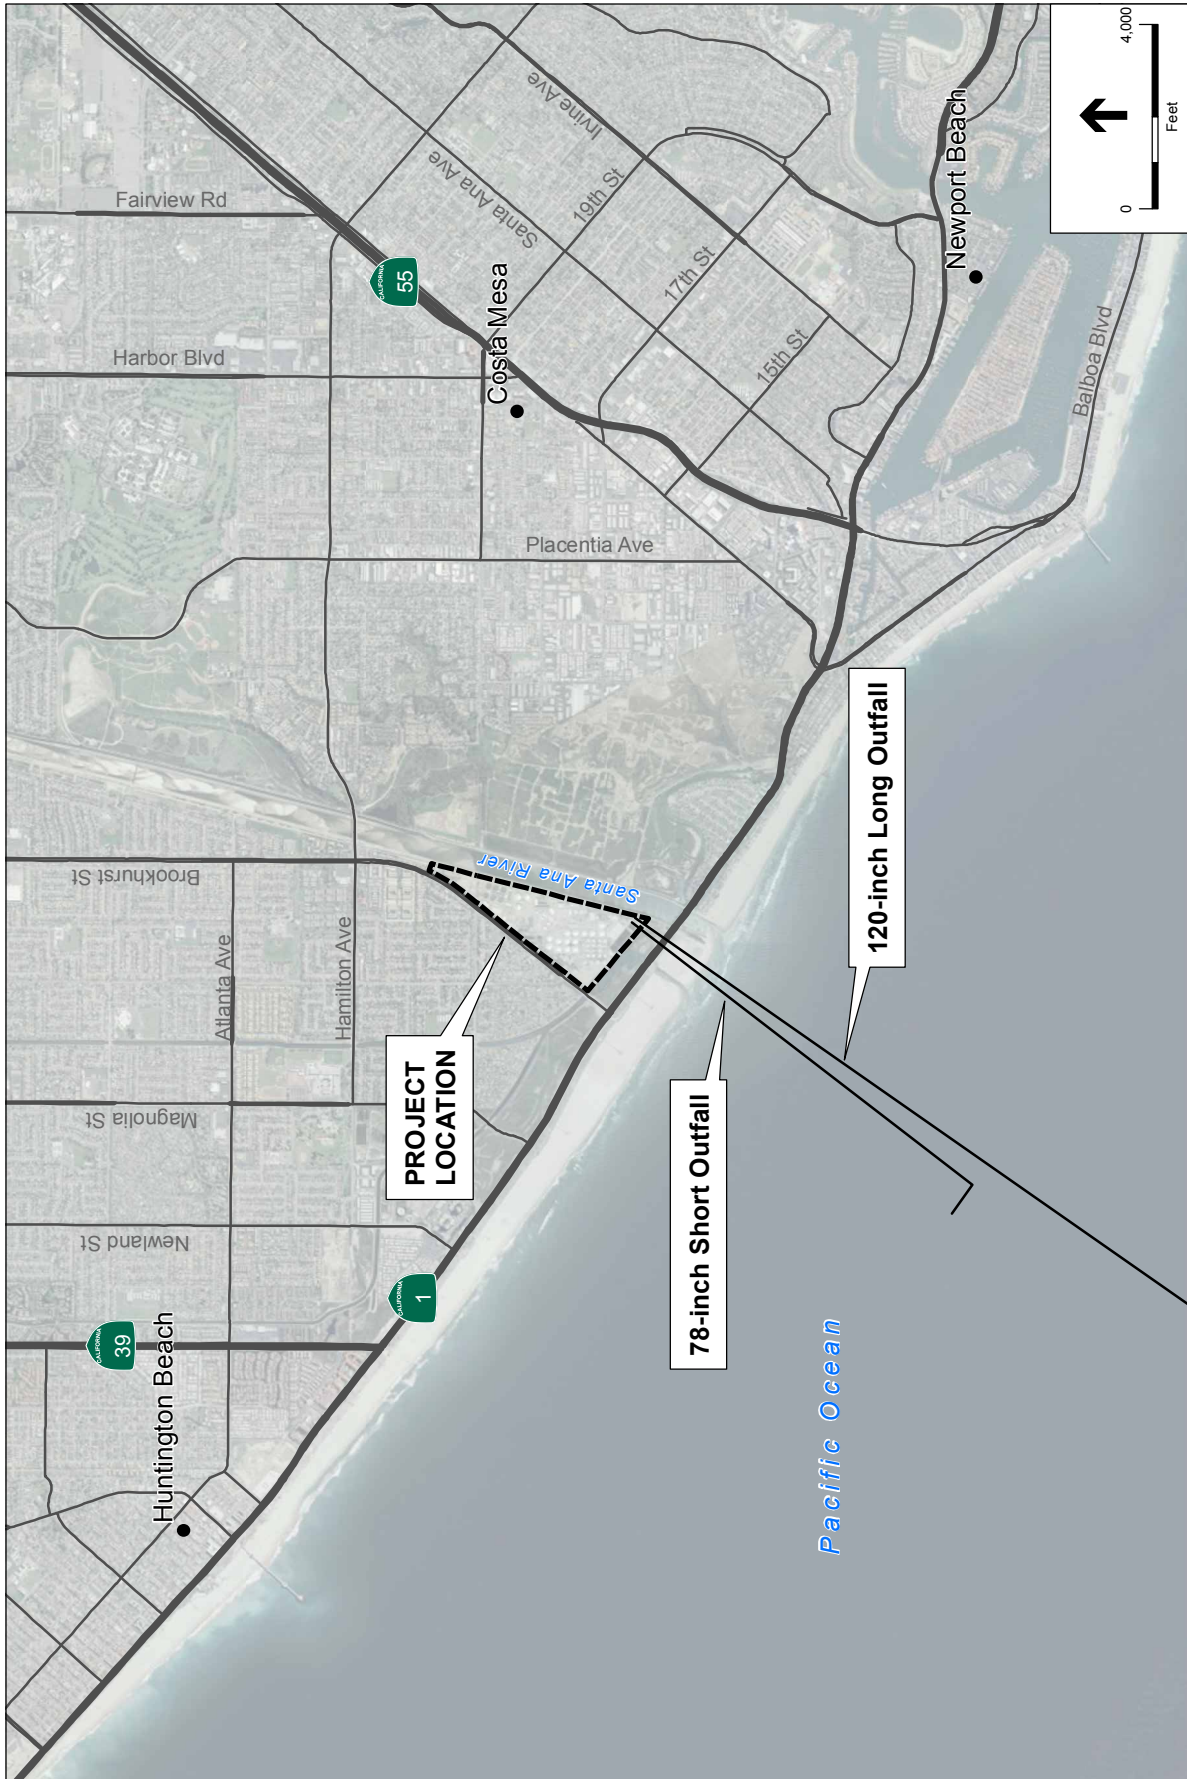 Fairview Rd
Harbor Blvd
CALIFORNIA
55
Costa Mesa
Santa Ana Ave
Irvine Ave
19th St
17th St
15th St
Newport Beach
Balboa Blvd
Placentia Ave
Brookhurst St
Atlanta Ave
Hamilton Ave
Magnolia St
Newland St
CALIFORNIA
39
Huntington Beach
CALIFORNIA
1
Santa Ana River
PROJECT
LOCATION
78-inch Short Outfall
120-inch Long Outfall
Pacific Ocean
0
4,000
Feet